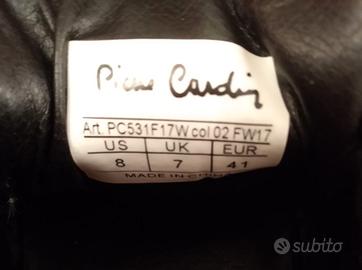 Pierre Cardin
Art. PC531F17W col 02 FW17
US UK EUR
8 7 41
MADE IN CHINA
subito